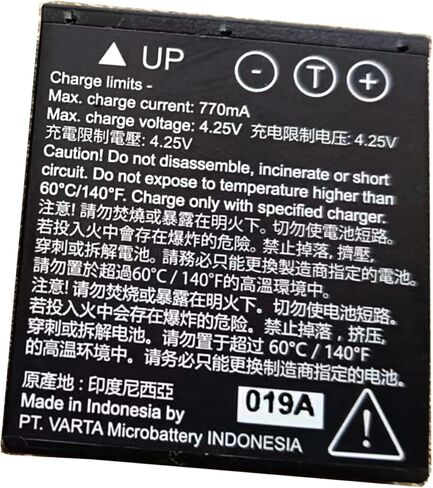 ▲ UP - T +
Charge limits -
Max. charge current: 770mA
Max. charge voltage: 4.25V 充电限制电压: 4.25V
充電限制電壓: 4.25V
Caution! Do not disassemble, incinerate or short
circuit. Do not expose to temperature higher than
60°C/140°F. Charge only with specified charger.
注意! 請勿焚燒或暴露在明火下. 切勿使電池短路.
若投入火中會存在爆炸的危險. 禁止掉落, 擠壓,
穿刺或拆解電池. 請務必只能更換製造商指定的電池.
請勿置於超過60°C / 140°F的高溫環境中.
注意! 请勿焚烧或暴露在明火下. 切勿使电池短路.
若投入火中会存在爆炸的危险. 禁止掉落, 挤压,
穿刺或拆解电池. 请勿置于超过 60°C / 140°F
的高温环境中. 请务必只能更换制造商指定的电池.
原產地: 印度尼西亞
Made in Indonesia by 019A
PT. VARTA Microbattery INDONESIA